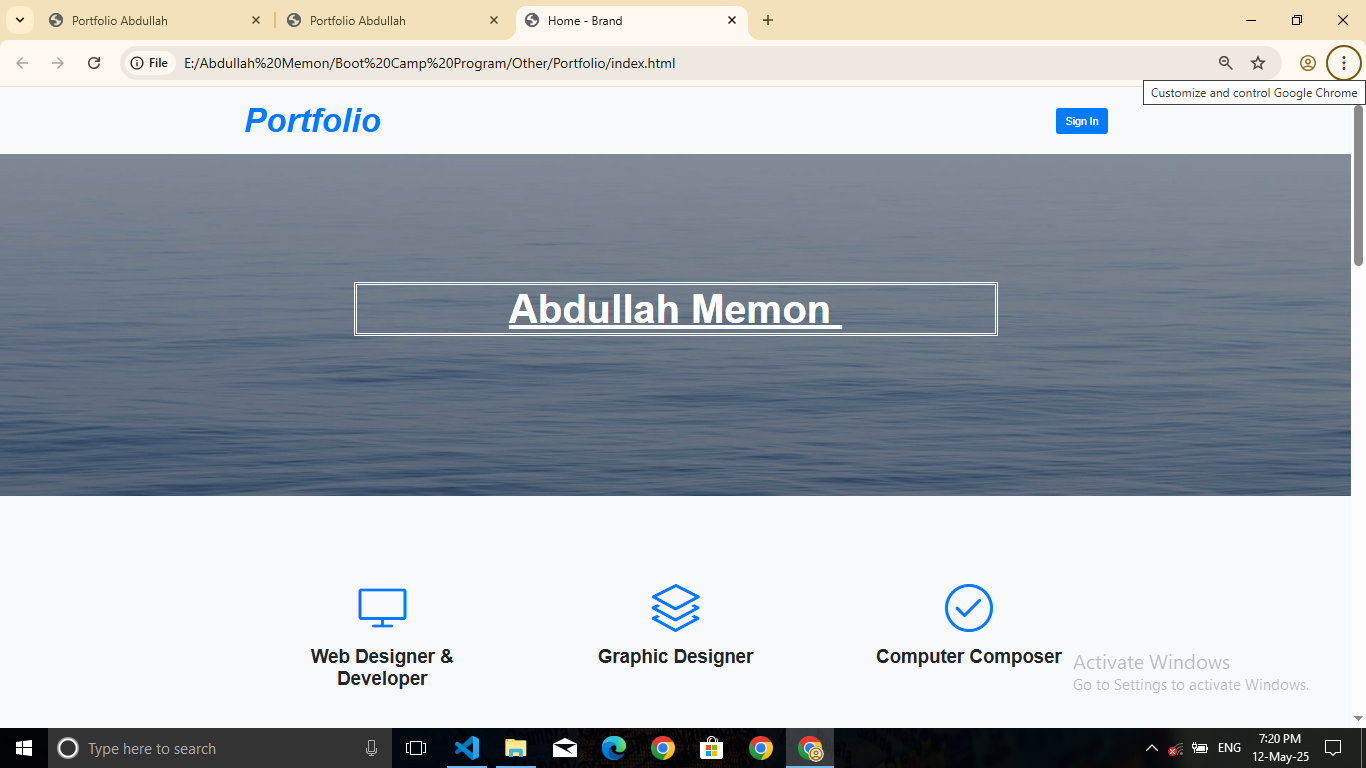 Portfolio Abdullah
Portfolio Abdullah
Home - Brand
File
E:/Abdullah%20Memon/Boot%20Camp%20Program/Other/Portfolio/index.html
Customize and control Google Chrome
Portfolio
Sign In
Abdullah Memon
Web Designer &
Developer
Graphic Designer
Computer Composer
Activate Windows
Go to Settings to activate Windows.
Type here to search
ENG
7:20 PM
12-May-25